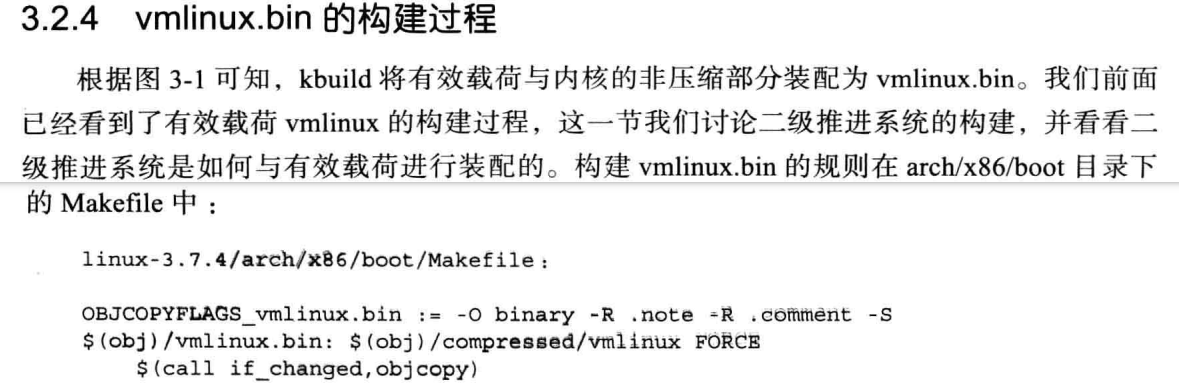 3.2.4 vmlinux.bin 的构建过程
根据图 3-1 可知，kbuild 将有效载荷与内核的非压缩部分装配为 vmlinux.bin。我们前面
已经看到了有效载荷 vmlinux 的构建过程，这一节我们讨论二级推进系统的构建，并看看二
级推进系统是如何与有效载荷进行装配的。构建 vmlinux.bin 的规则在 arch/x86/boot 目录下
的 Makefile 中：
linux-3.7.4/arch/x86/boot/Makefile:
OBJCOPYFLAGS_vmlinux.bin := -O binary -R .note -R .comment -S
$(obj)/vmlinux.bin: $(obj)/compressed/vmlinux FORCE
$(call if_changed,objcopy)